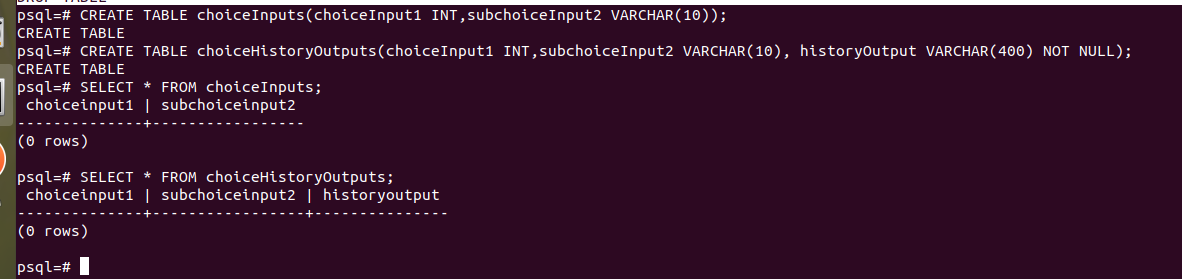 DROP TABLE
psql=# CREATE TABLE choiceInputs(choiceInput1 INT,subchoiceInput2 VARCHAR(10));
CREATE TABLE
psql=# CREATE TABLE choiceHistoryOutputs(choiceInput1 INT,subchoiceInput2 VARCHAR(10), historyOutput VARCHAR(400) NOT NULL);
CREATE TABLE
psql=# SELECT * FROM choiceInputs;
 choiceinput1 | subchoiceinput2
--------------+-----------------
(0 rows)
psql=# SELECT * FROM choiceHistoryOutputs;
 choiceinput1 | subchoiceinput2 | historyoutput
--------------+-----------------+---------------
(0 rows)
psql=#